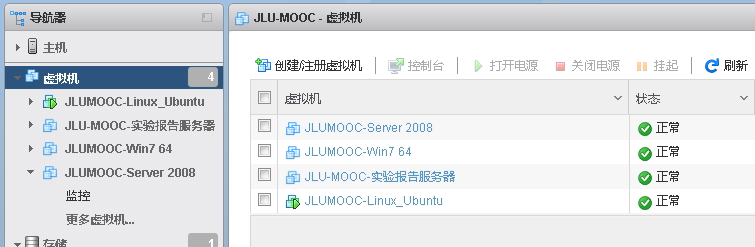 导航器
主机
虚拟机 4
JLUMOOC-Linux_Ubuntu
JLU-MOOC-实验报告服务器
JLUMOOC-Win7 64
JLUMOOC-Server 2008
监控
更多虚拟机...
存储 1
JLU-MOOC - 虚拟机
创建/注册虚拟机 控制台 打开电源 关闭电源 挂起 刷新
虚拟机 状态
JLUMOOC-Server 2008 正常
JLUMOOC-Win7 64 正常
JLU-MOOC-实验报告服务器 正常
JLUMOOC-Linux_Ubuntu 正常